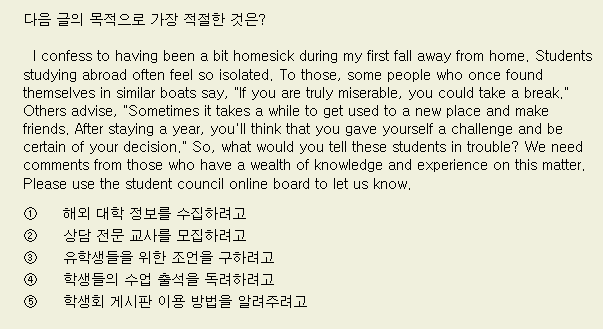 다음 글의 목적으로 가장 적절한 것은?
I confess to having been a bit homesick during my first fall away from home. Students
studying abroad often feel so isolated. To those, some people who once found
themselves in similar boats say, "If you are truly miserable, you could take a break."
Others advise, "Sometimes it takes a while to get used to a new place and make
friends. After staying a year, you'll think that you gave yourself a challenge and be
certain of your decision." So, what would you tell these students in trouble? We need
comments from those who have a wealth of knowledge and experience on this matter.
Please use the student council online board to let us know.
① 해외 대학 정보를 수집하려고
② 상담 전문 교사를 모집하려고
③ 유학생들을 위한 조언을 구하려고
④ 학생들의 수업 출석을 독려하려고
⑤ 학생회 게시판 이용 방법을 알려주려고